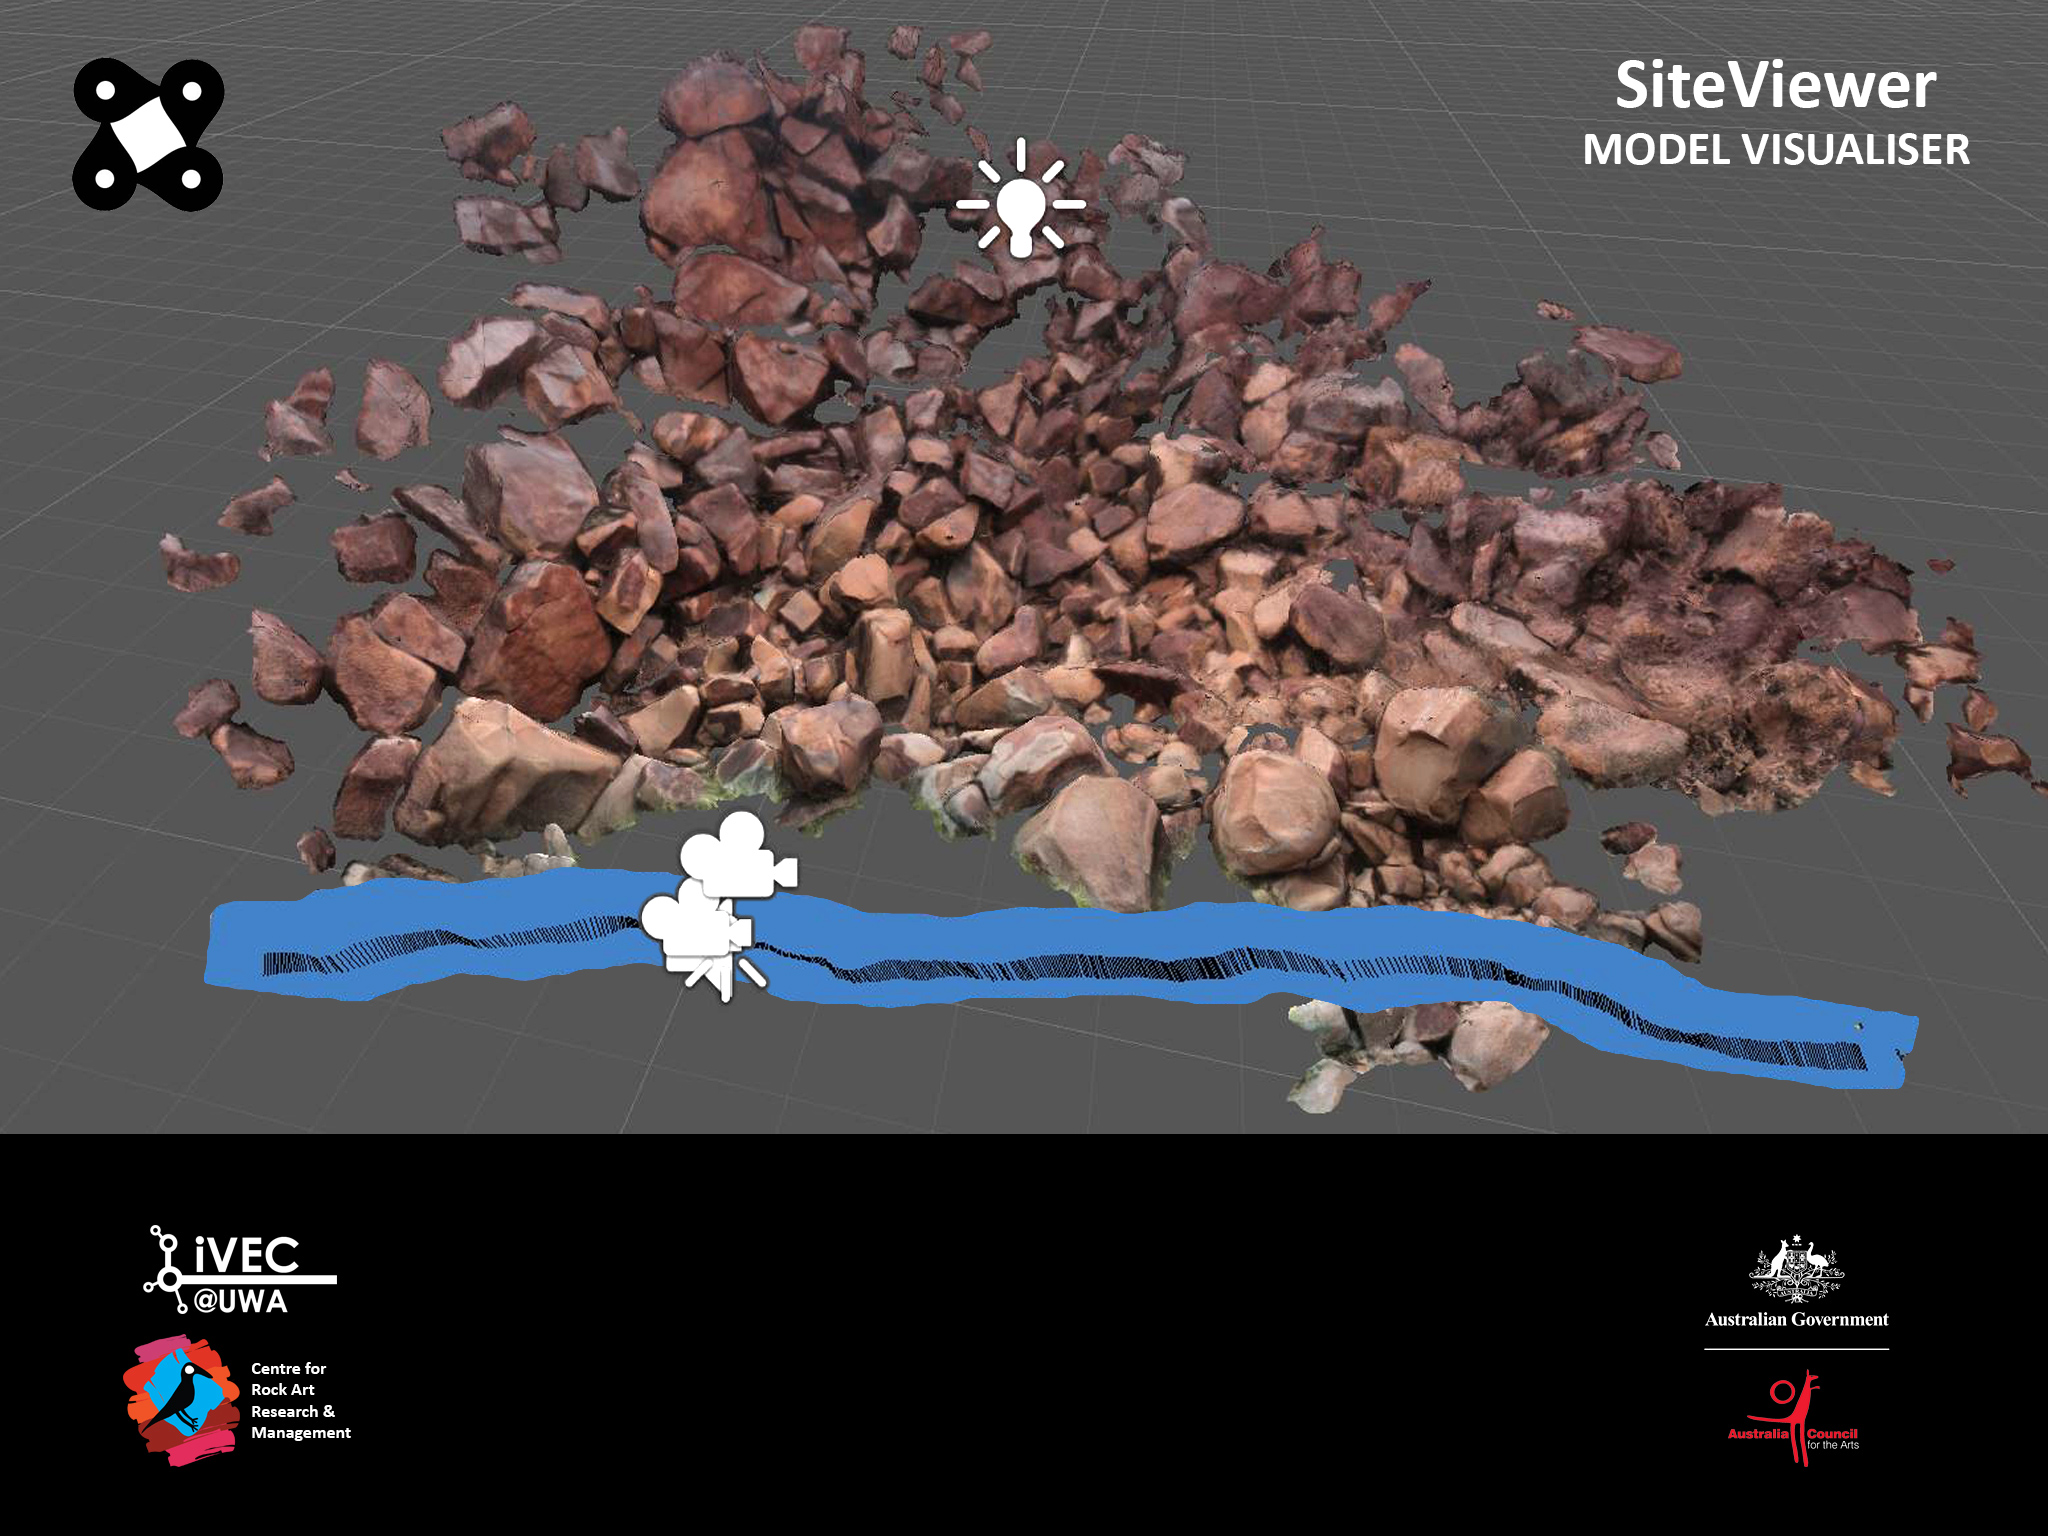 SiteViewer
MODEL VISUALISER
iVEC
@UWA
Centre for
Rock Art
Research &
Management
Australian Government
Australia Council
for the Arts